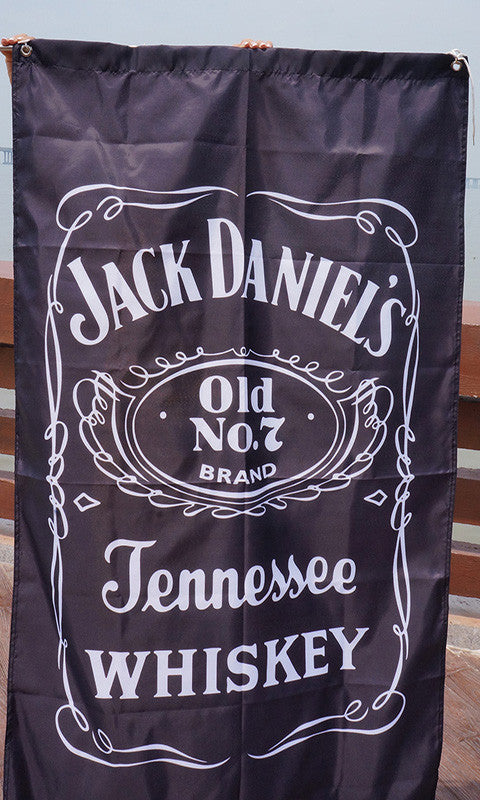 JACK DANIEL'S
Old
No.7
BRAND
Tennessee
WHISKEY